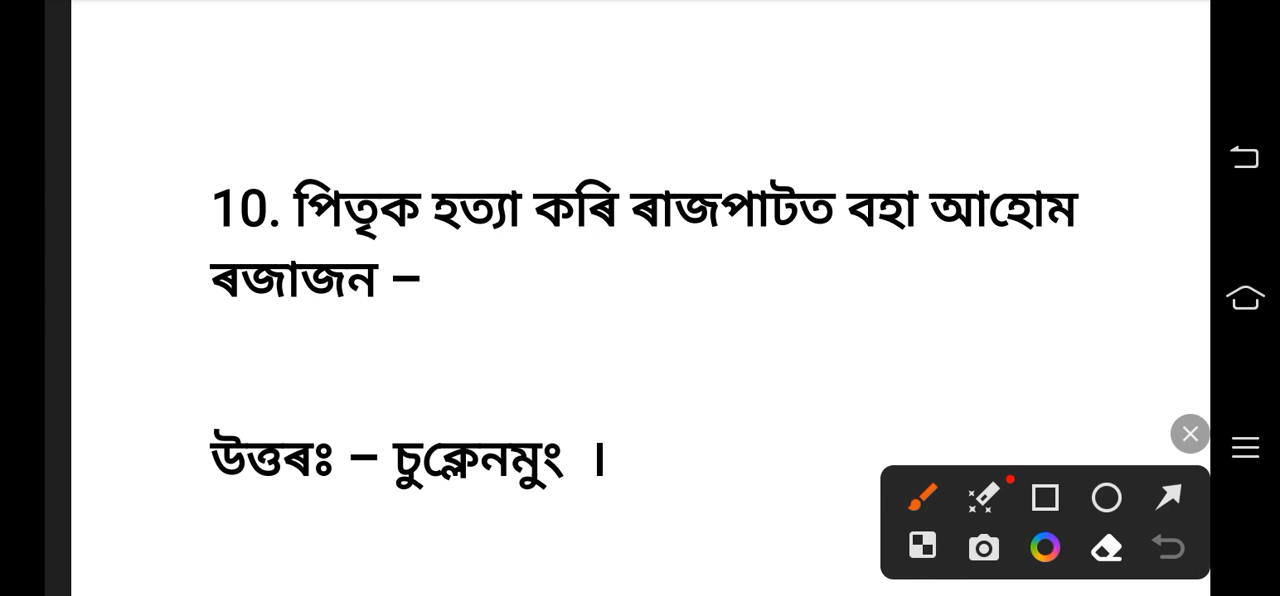 10. পিতৃক হত্যা কৰি ৰাজপাটত বহা আহোম
ৰজাজন –
উত্তৰঃ – চুক্লেনমুং ।